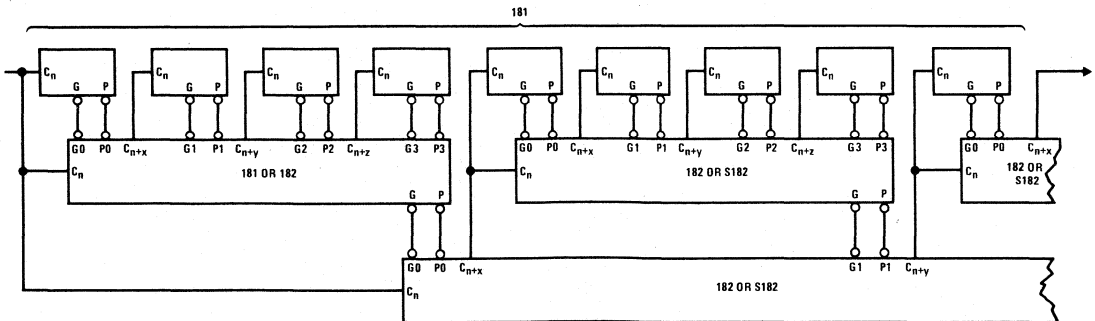 181
Cn Cn Cn Cn Cn Cn Cn Cn Cn
G P G P G P G P G P G P G P G P G P
G0 P0 Cn+x G1 P1 Cn+y G2 P2 Cn+z G3 P3 G0 P0 Cn+x G1 P1 Cn+y G2 P2 Cn+z G3 P3 G0 P0 Cn+x
Cn 181 OR 182 Cn 182 OR S182 Cn 182 OR
S182
G P G P
G0 P0 Cn+x G1 P1 Cn+y
Cn 182 OR S182